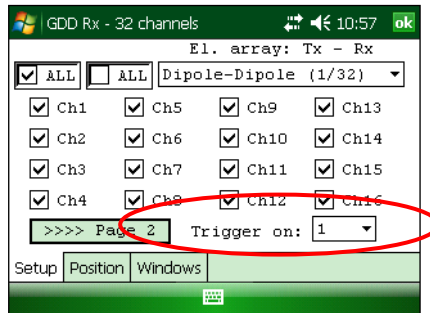 GDD Rx - 32 channels 10:57 ok
El. array: Tx - Rx
ALL ALL Dipole-Dipole (1/32)
Ch1 Ch5 Ch9 Ch13
Ch2 Ch6 Ch10 Ch14
Ch3 Ch7 Ch11 Ch15
Ch4 Ch8 Ch12 Ch16
>>>> Page 2 Trigger on: 1
Setup Position Windows